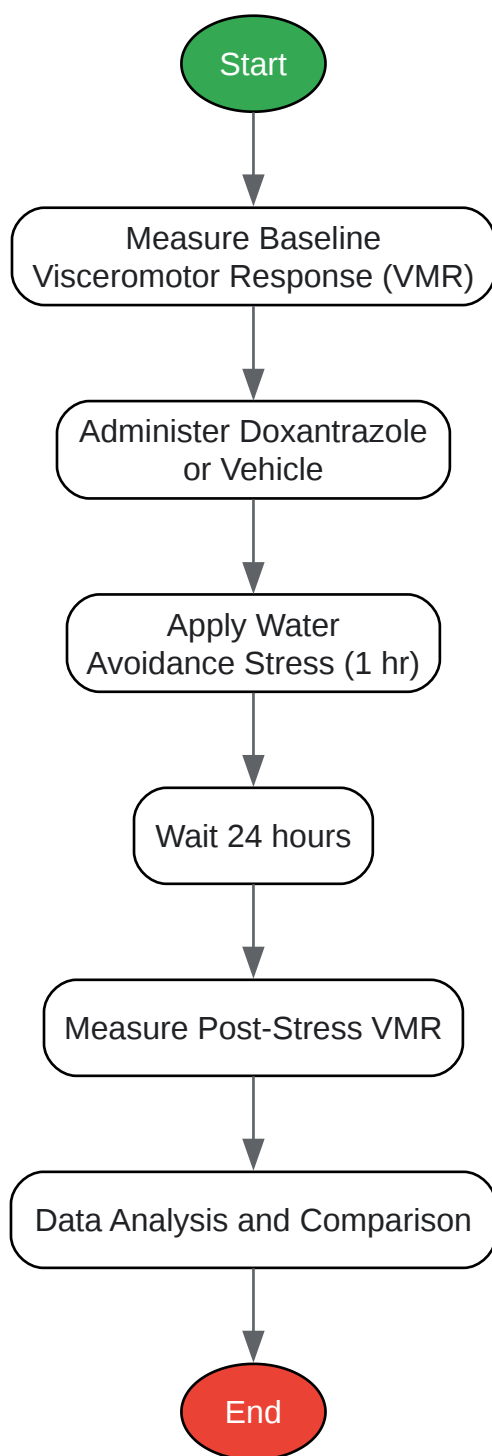 Start
Measure Baseline
Visceromotor Response (VMR)
Administer Doxantrazole
or Vehicle
Apply Water
Avoidance Stress (1 hr)
Wait 24 hours
Measure Post-Stress VMR
Data Analysis and Comparison
End